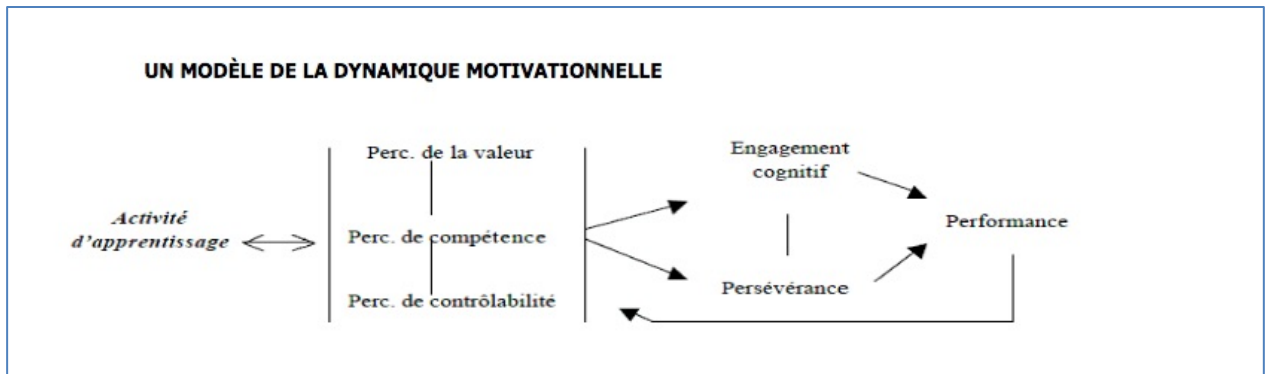 UN MODÈLE DE LA DYNAMIQUE MOTIVATIONNELLE
Activité
d'apprentissage
Perc. de la valeur
Perc. de compétence
Perc. de contrôlabilité
Engagement
cognitif
Persévérance
Performance